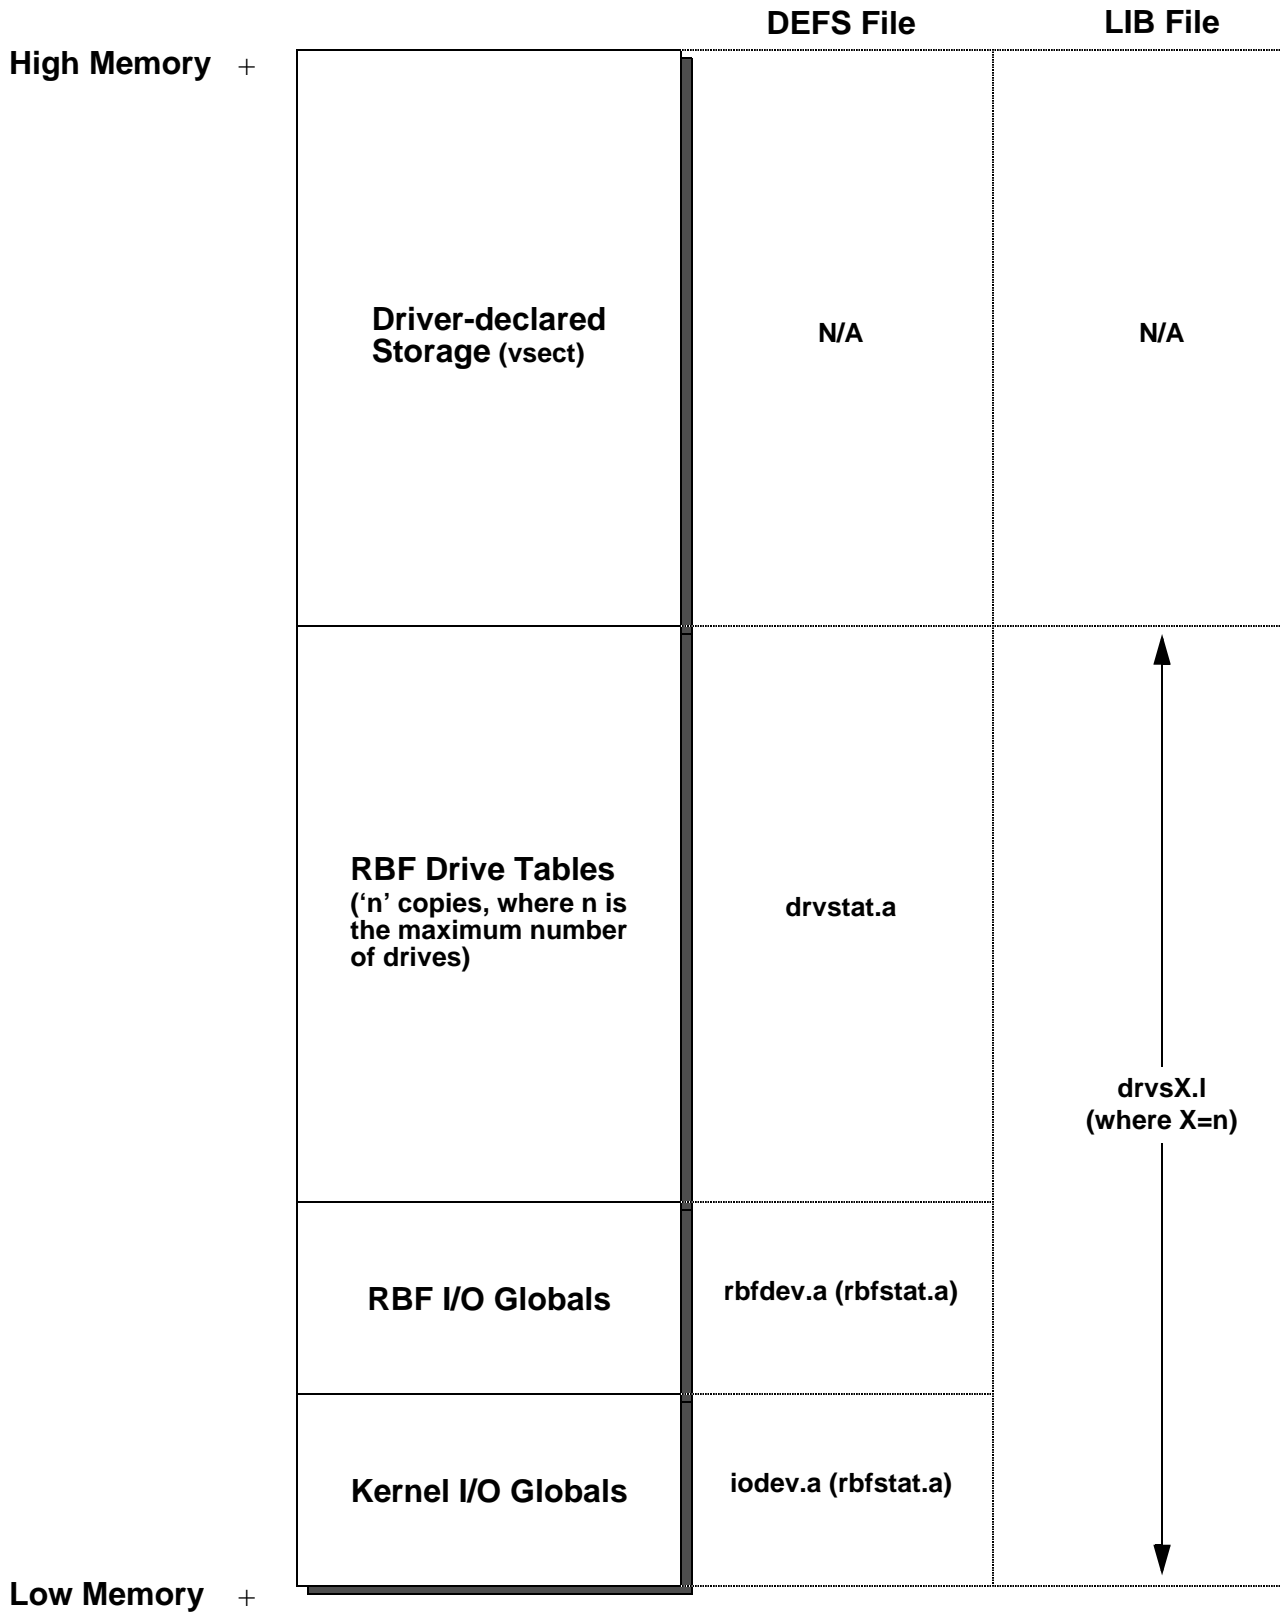 DEFS File
LIB File
High Memory +
Driver-declared
Storage (vsect)
N/A
N/A
RBF Drive Tables
(‘n’ copies, where n is
the maximum number
of drives)
drvstat.a
drvsX.l
(where X=n)
RBF I/O Globals
rbfdev.a (rbfstat.a)
Kernel I/O Globals
iodev.a (rbfstat.a)
Low Memory +